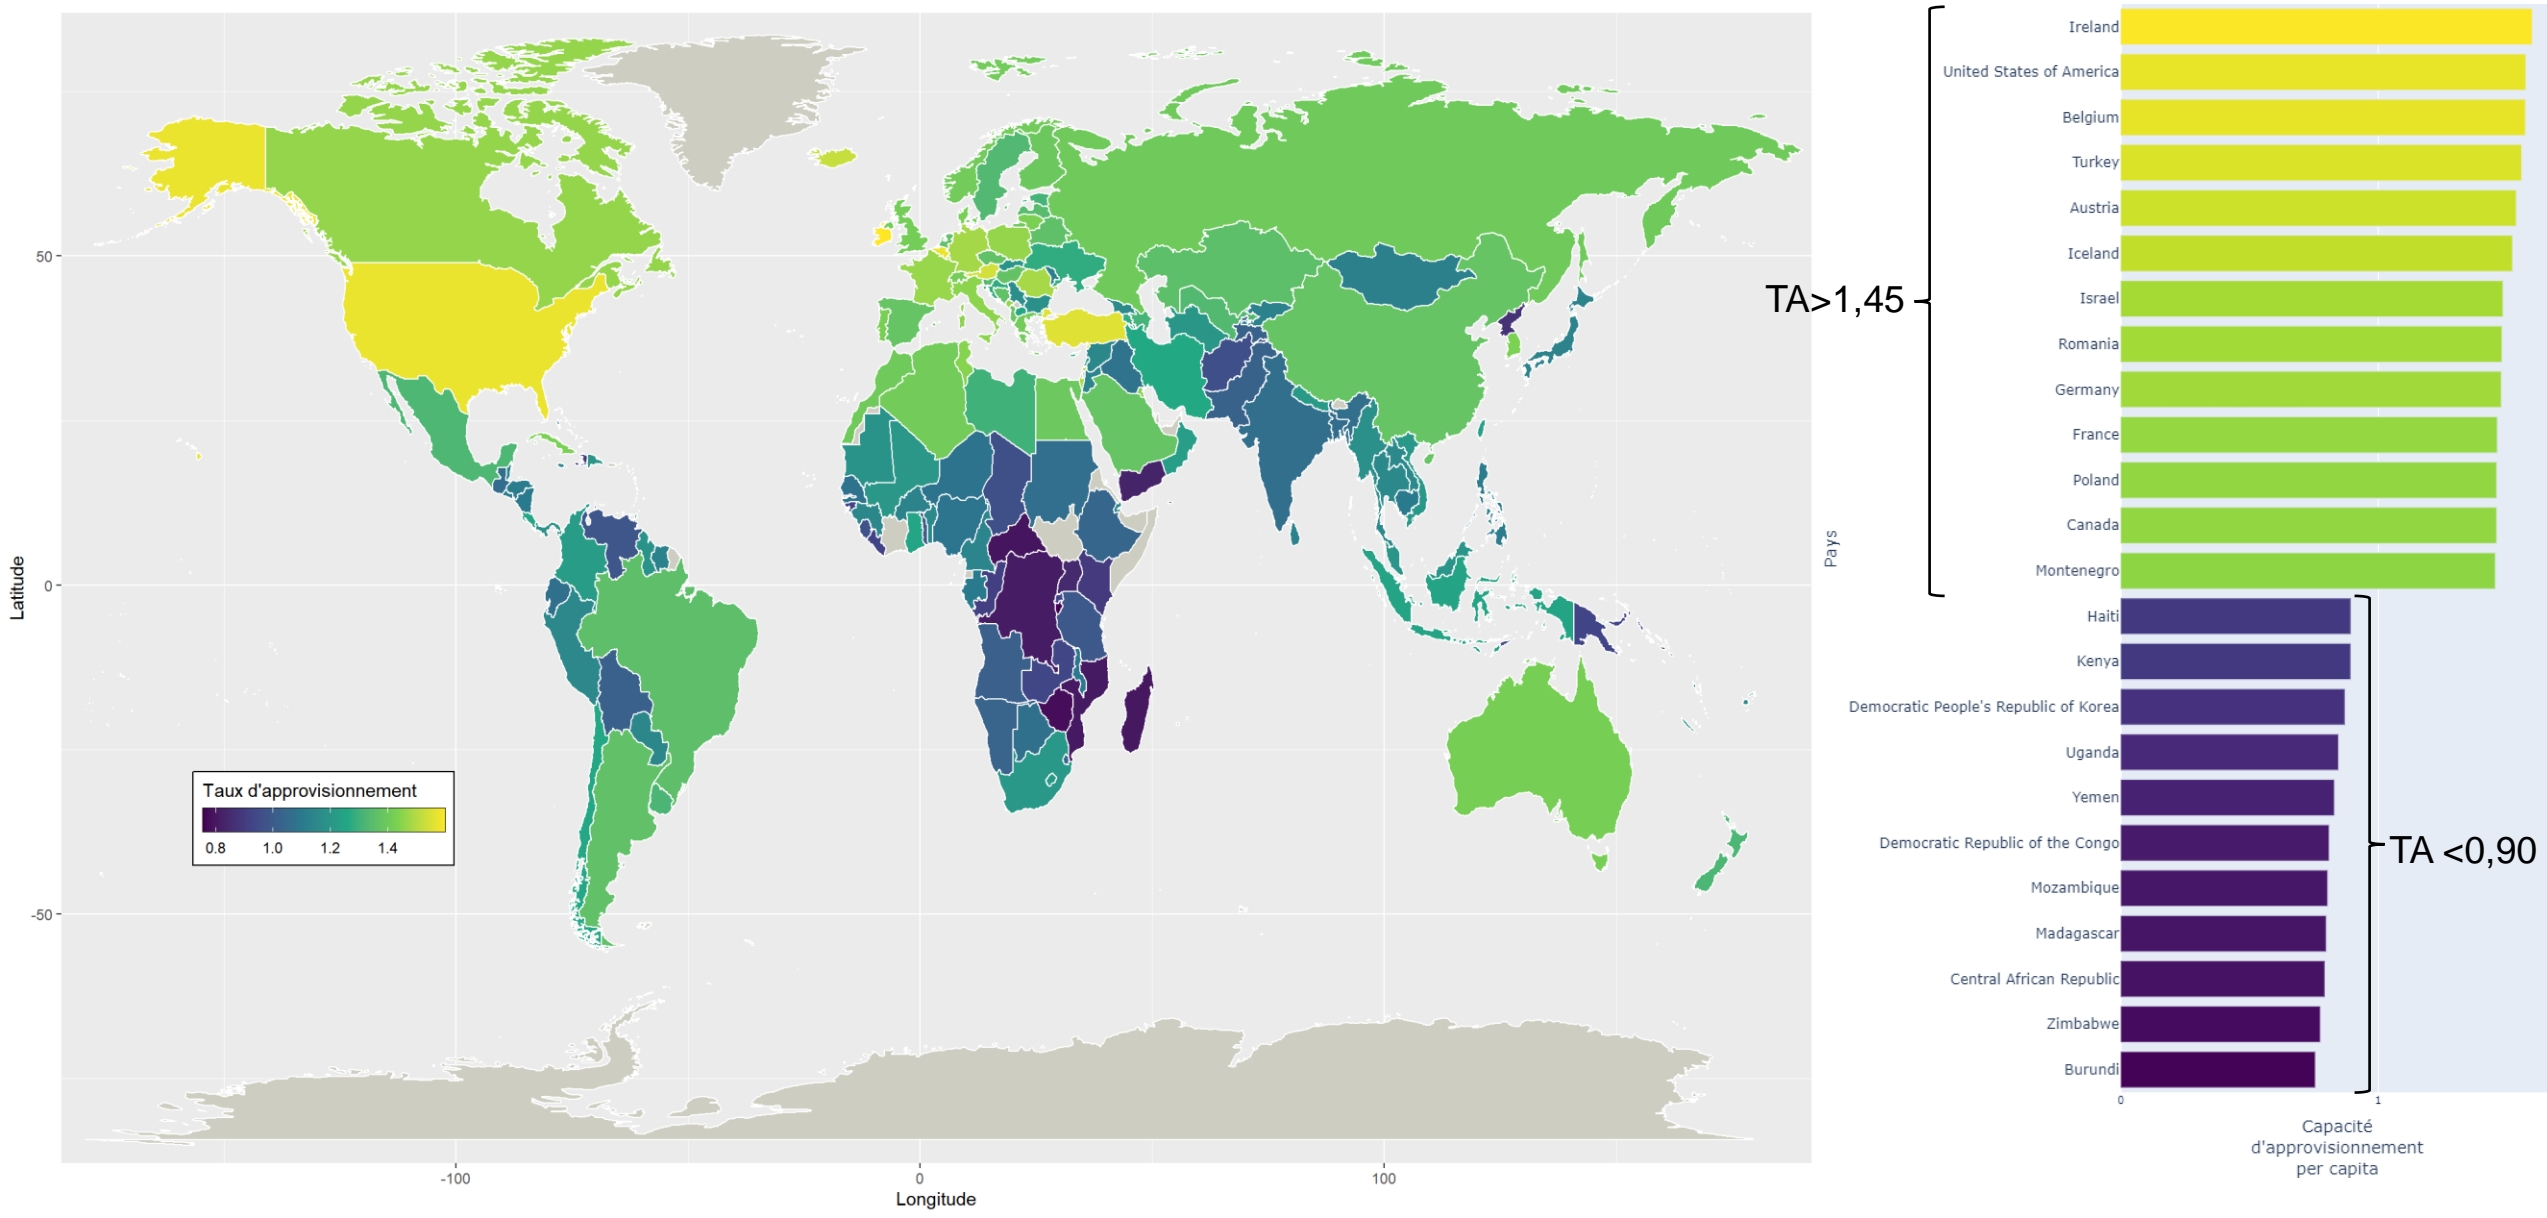 50
0
-50
Latitude
-100
0
100
Longitude
Taux d'approvisionnement
0.8
1.0
1.2
1.4
TA>1,45
Pays
Ireland
United States of America
Belgium
Turkey
Austria
Iceland
Israel
Romania
Germany
France
Poland
Canada
Montenegro
Haiti
Kenya
Democratic People's Republic of Korea
Uganda
Yemen
Democratic Republic of the Congo
Mozambique
Madagascar
Central African Republic
Zimbabwe
Burundi
TA <0,90
0
1
Capacité
d'approvisionnement
per capita